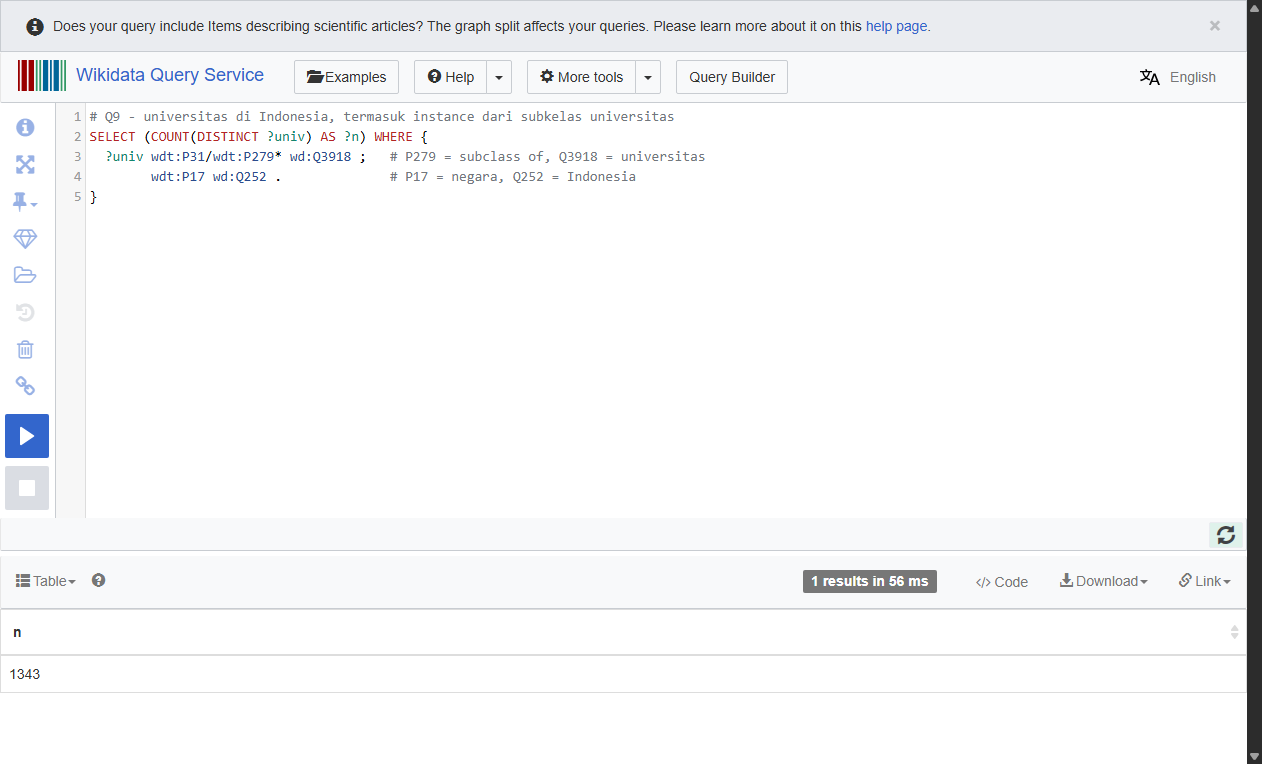 Does your query include Items describing scientific articles? The graph split affects your queries. Please learn more about it on this help page.
×
Wikidata Query Service
Examples
Help
More tools
Query Builder
English
1 # Q9 - universitas di Indonesia, termasuk instance dari subkelas universitas
2 SELECT (COUNT(DISTINCT ?univ) AS ?n) WHERE {
3   ?univ wdt:P31/wdt:P279* wd:Q3918 ;   # P279 = subclass of, Q3918 = universitas
4         wdt:P17 wd:Q252 .              # P17 = negara, Q252 = Indonesia
5 }
Table
1 results in 56 ms
</> Code
Download
Link
n
1343